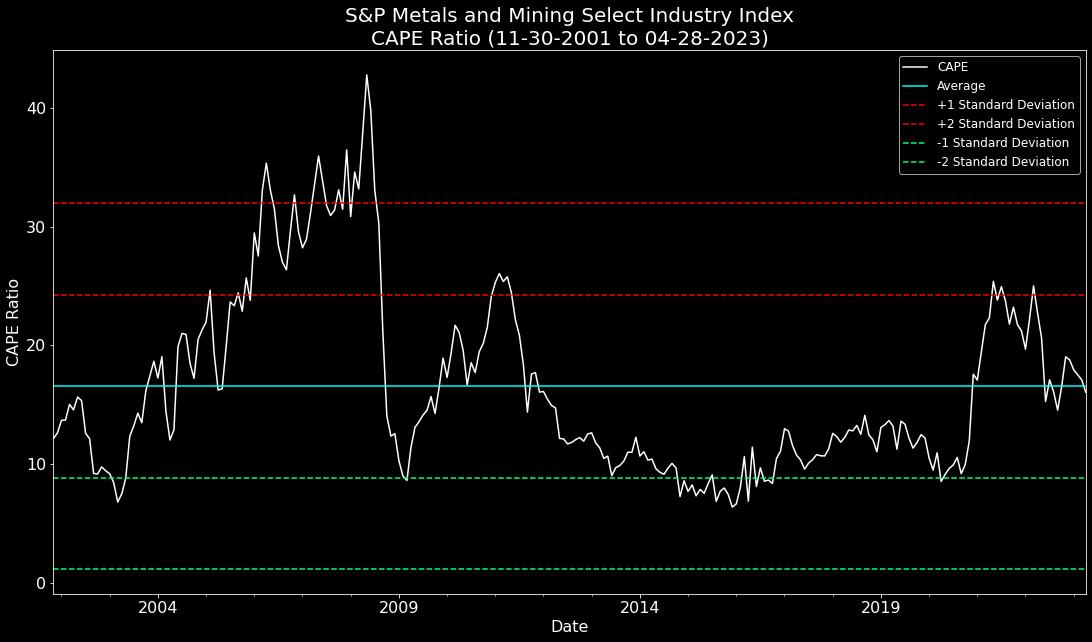 S&P Metals and Mining Select Industry Index
CAPE Ratio (11-30-2001 to 04-28-2023)
CAPE
Average
+1 Standard Deviation
+2 Standard Deviation
-1 Standard Deviation
-2 Standard Deviation
CAPE Ratio
40
30
20
10
0
2004
2009
2014
2019
Date